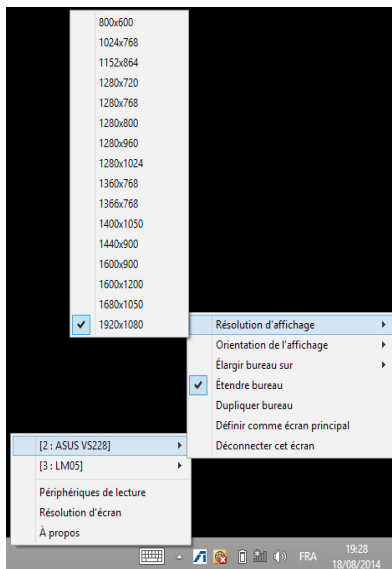 800x600
1024x768
1152x864
1280x720
1280x768
1280x800
1280x960
1280x1024
1360x768
1366x768
1400x1050
1440x900
1600x900
1600x1200
1680x1050
1920x1080
Résolution d'affichage
Orientation de l'affichage
Élargir bureau sur
Étendre bureau
Dupliquer bureau
Définir comme écran principal
Déconnecter cet écran
[2 : ASUS VS228]
[3 : LM05]
Périphériques de lecture
Résolution d'écran
À propos
FRA
19:28
18/08/2014